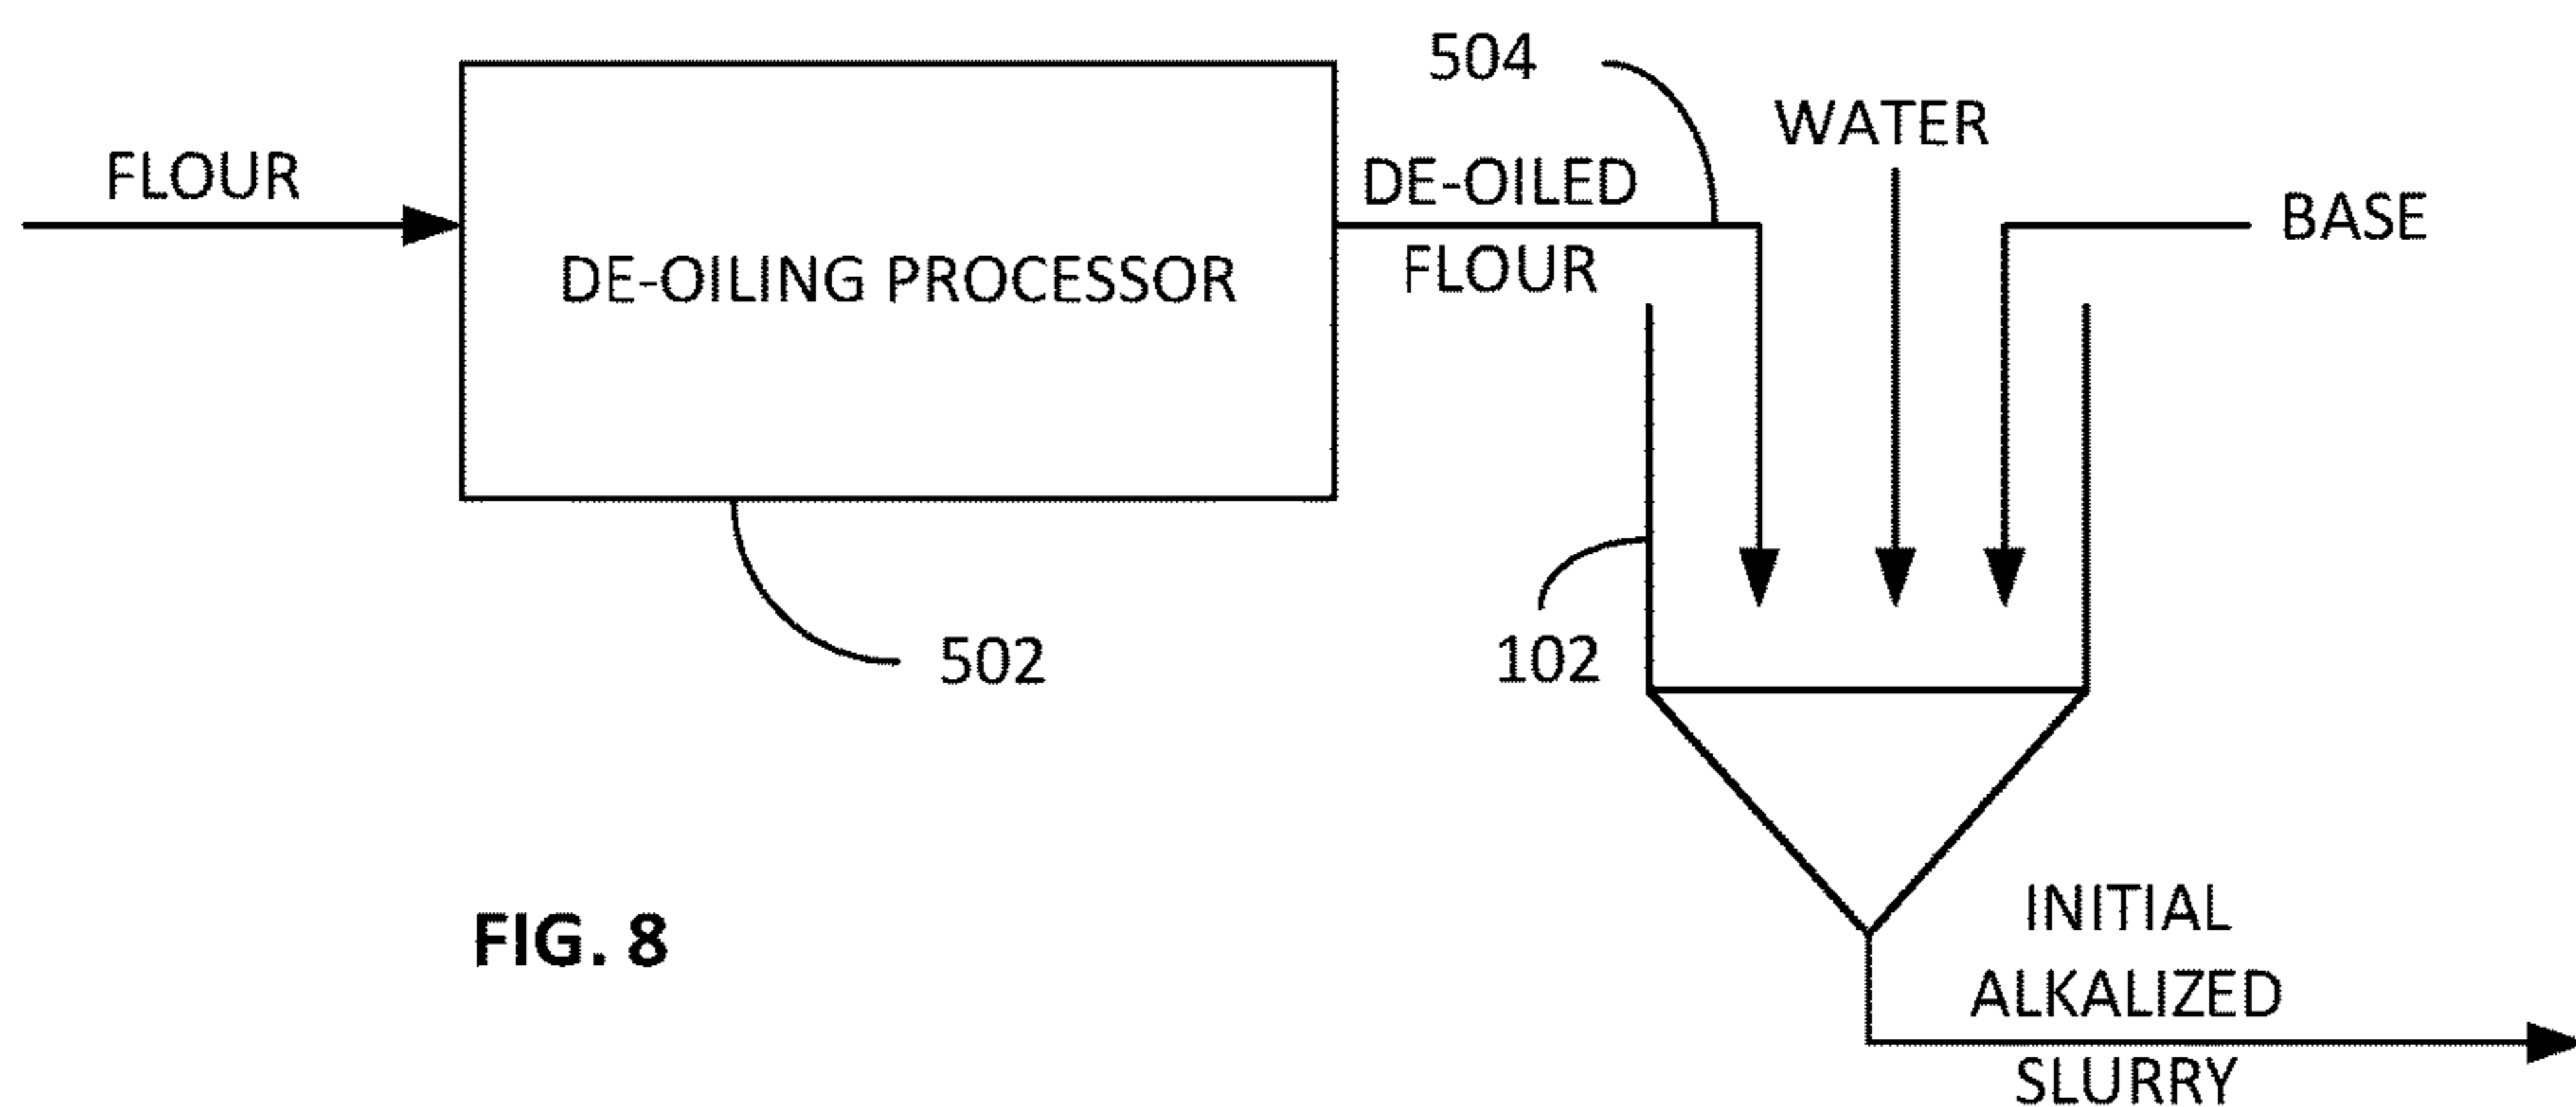 504
WATER
FLOUR
DE-OILED
BASE
DE-OILING PROCESSOR
FLOUR
502
102
FIG. 8
INITIAL
ALKALIZED
SLURRY